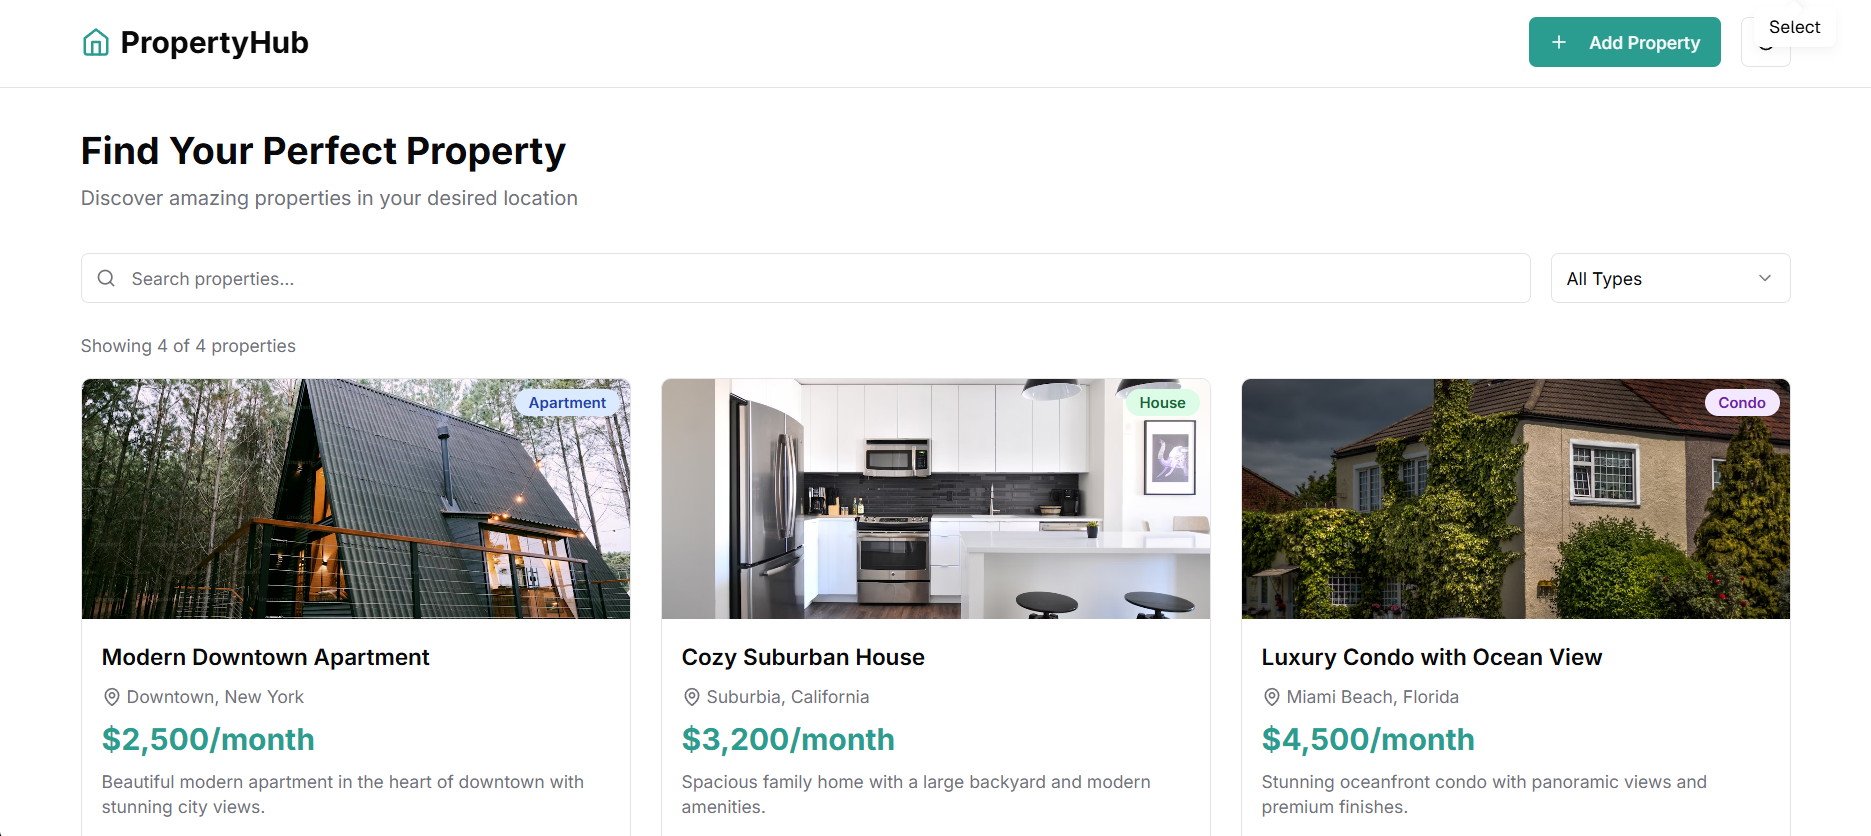 PropertyHub
Add Property
Select
Find Your Perfect Property
Discover amazing properties in your desired location
Search properties...
All Types
Showing 4 of 4 properties
Apartment
House
Condo
Modern Downtown Apartment
Downtown, New York
$2,500/month
Beautiful modern apartment in the heart of downtown with
stunning city views.
Cozy Suburban House
Suburbia, California
$3,200/month
Spacious family home with a large backyard and modern
amenities.
Luxury Condo with Ocean View
Miami Beach, Florida
$4,500/month
Stunning oceanfront condo with panoramic views and
premium finishes.